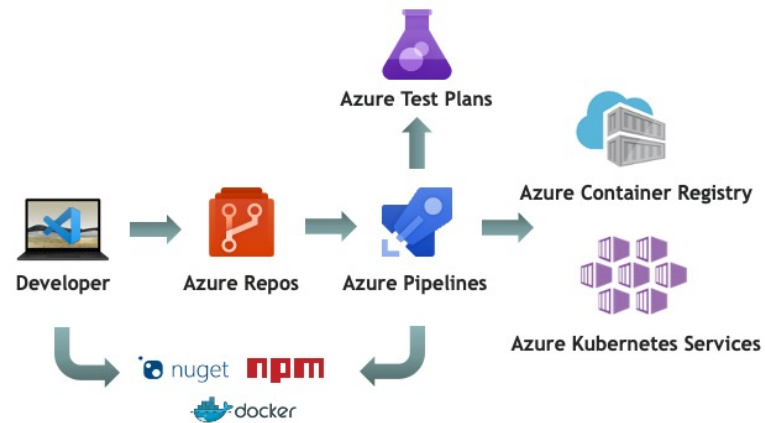 Azure Test Plans
Azure Container Registry
Developer
Azure Repos
Azure Pipelines
Azure Kubernetes Services
nuget
npm
docker